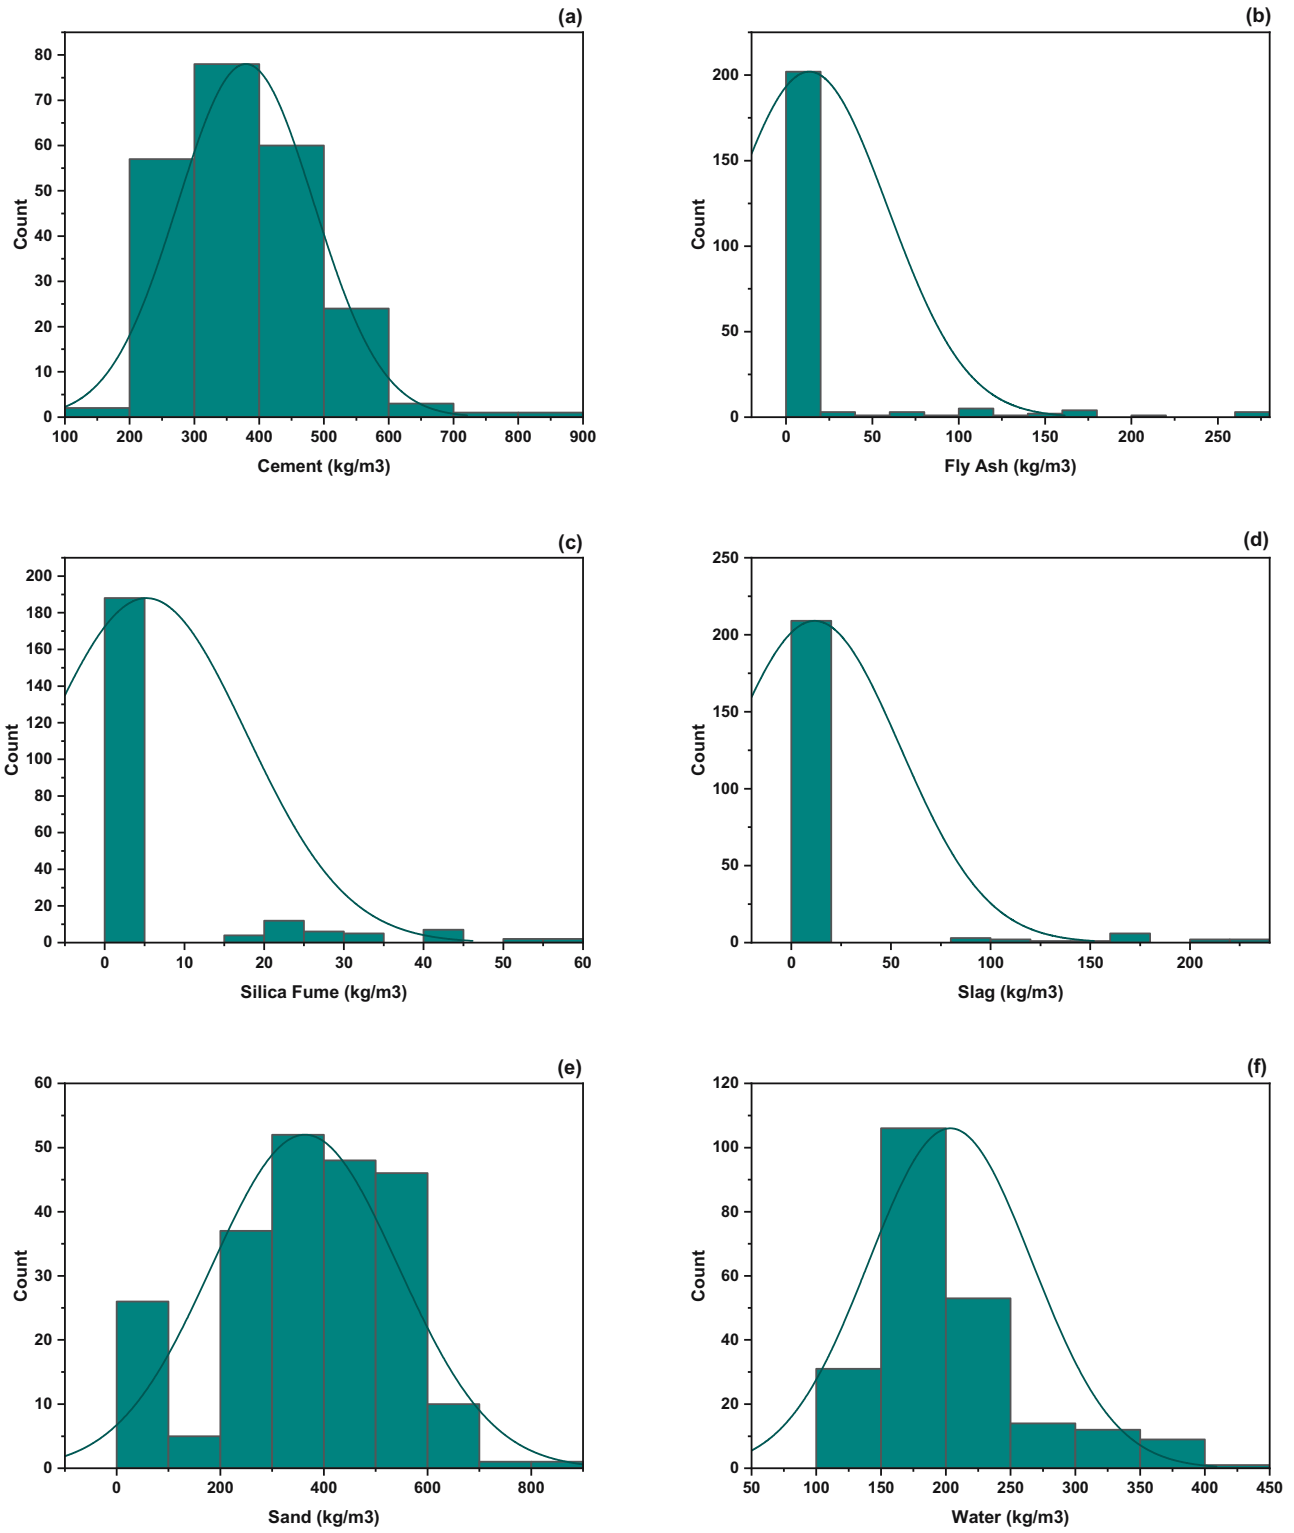 (a)
80
70
60
50
40
30
20
10
0
Count
100 200 300 400 500 600 700 800 900
Cement (kg/m3)
(b)
200
150
100
50
0
Count
0 50 100 150 200 250
Fly Ash (kg/m3)
(c)
200
180
160
140
120
100
80
60
40
20
0
Count
0 10 20 30 40 50 60
Silica Fume (kg/m3)
(d)
250
200
150
100
50
0
Count
0 50 100 150 200
Slag (kg/m3)
(e)
60
50
40
30
20
10
0
Count
0 200 400 600 800
Sand (kg/m3)
(f)
120
100
80
60
40
20
0
Count
50 100 150 200 250 300 350 400 450
Water (kg/m3)